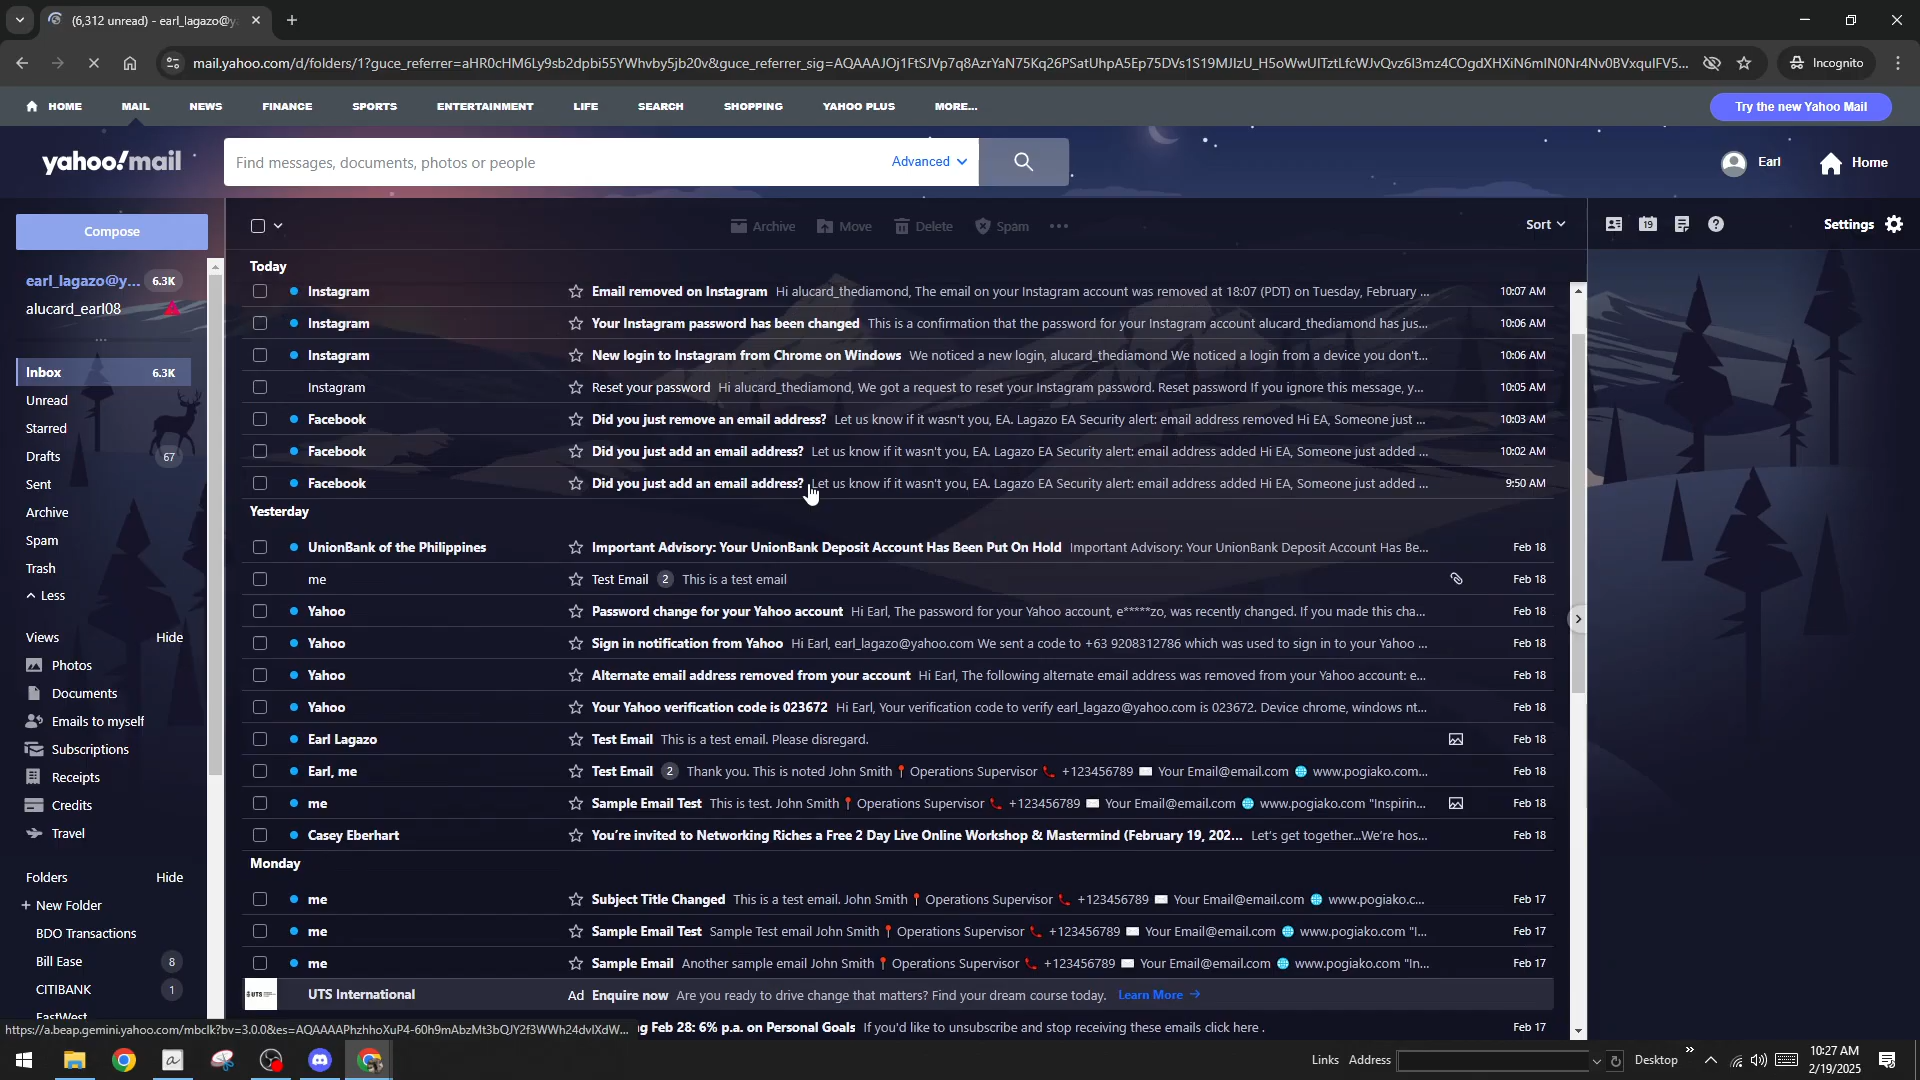 (6,312 unread) - earl_lagazo@y
mail.yahoo.com/d/folders/1?guce_referrer=aHR0cHM6Ly9sb2dpbi55YWhvby5jb20v&guce_referrer_sig=
Incognito
HOME MAIL NEWS FINANCE SPORTS ENTERTAINMENT LIFE SEARCH SHOPPING YAHOO PLUS MORE...
Try the new Yahoo Mail
yahoo!mail
Find messages, documents, photos or people
Advanced
Earl
Home
Compose
Archive Move Delete Spam
Sort
19
Settings
earl_lagazo@y... 6.3K
alucard_earl08
Inbox 6.3K
Unread
Starred
Drafts 67
Sent
Archive
Spam
Trash
Less
Views Hide
Photos
Documents
Emails to myself
Subscriptions
Receipts
Credits
Travel
Folders Hide
+ New Folder
BDO Transactions
Bill Ease 8
CITIBANK 1
EastWest
Today
Instagram Email removed on Instagram Hi alucard_thediamond, The email on your Instagram account was removed at 18:07 (PDT) on Tuesday, February ... 10:07 AM
Instagram Your Instagram password has been changed This is a confirmation that the password for your Instagram account alucard_thediamond has jus... 10:06 AM
Instagram New login to Instagram from Chrome on Windows We noticed a new login, alucard_thediamond We noticed a login from a device you don't... 10:06 AM
Instagram Reset your password Hi alucard_thediamond, We got a request to reset your Instagram password. Reset password If you ignore this message, y... 10:05 AM
Facebook Did you just remove an email address? Let us know if it wasn't you, EA. Lagazo EA Security alert: email address removed Hi EA, Someone just ... 10:03 AM
Facebook Did you just add an email address? Let us know if it wasn't you, EA. Lagazo EA Security alert: email address added Hi EA, Someone just added ... 10:02 AM
Facebook Did you just add an email address? Let us know if it wasn't you, EA. Lagazo EA Security alert: email address added Hi EA, Someone just added ... 9:50 AM
Yesterday
UnionBank of the Philippines Important Advisory: Your UnionBank Deposit Account Has Been Put On Hold Important Advisory: Your UnionBank Deposit Account Has Be... Feb 18
me Test Email 2 This is a test email Feb 18
Yahoo Password change for your Yahoo account Hi Earl, The password for your Yahoo account, e*****zo, was recently changed. If you made this cha... Feb 18
Yahoo Sign in notification from Yahoo Hi Earl, earl_lagazo@yahoo.com We sent a code to +63 9208312786 which was used to sign in to your Yahoo ... Feb 18
Yahoo Alternate email address removed from your account Hi Earl, The following alternate email address was removed from your Yahoo account: e... Feb 18
Yahoo Your Yahoo verification code is 023672 Hi Earl, Your verification code to verify earl_lagazo@yahoo.com is 023672. Device chrome, windows nt... Feb 18
Earl Lagazo Test Email This is a test email. Please disregard. Feb 18
Earl, me Test Email 2 Thank you. This is noted John Smith Operations Supervisor +123456789 Your Email@email.com www.pogiako.com... Feb 18
me Sample Email Test This is test. John Smith Operations Supervisor +123456789 Your Email@email.com www.pogiako.com "Inspirin... Feb 18
Casey Eberhart You're invited to Networking Riches a Free 2 Day Live Online Workshop & Mastermind (February 19, 202... Let's get together...We're hos... Feb 18
Monday
me Subject Title Changed This is a test email. John Smith Operations Supervisor +123456789 Your Email@email.com www.pogiako.c... Feb 17
me Sample Email Test Sample Test email John Smith Operations Supervisor +123456789 Your Email@email.com www.pogiako.com "I... Feb 17
me Sample Email Another sample email John Smith Operations Supervisor +123456789 Your Email@email.com www.pogiako.com "In... Feb 17
UTS International Ad Enquire now Are you ready to drive change that matters? Find your dream course today. Learn More →
g Feb 28: 6% p.a. on Personal Goals If you'd like to unsubscribe and stop receiving these emails click here . Feb 17
https://a.beap.gemini.yahoo.com/mbclk?bv=3.0.0&es=
Links Address
Desktop
10:27 AM
2/19/2025